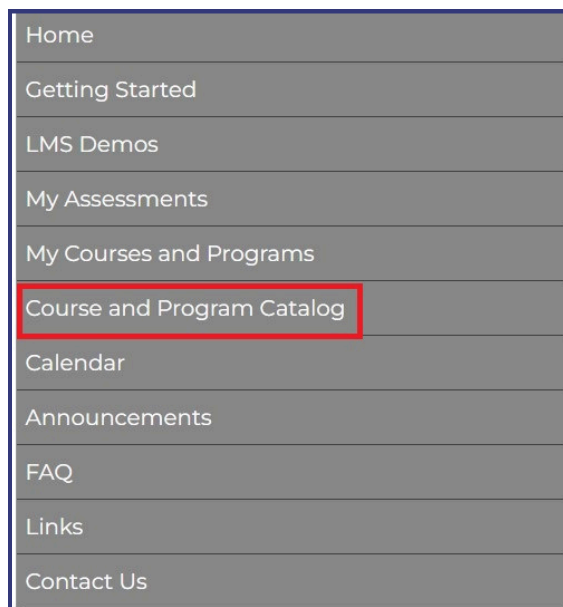 Home
Getting Started
LMS Demos
My Assessments
My Courses and Programs
Course and Program Catalog
Calendar
Announcements
FAQ
Links
Contact Us